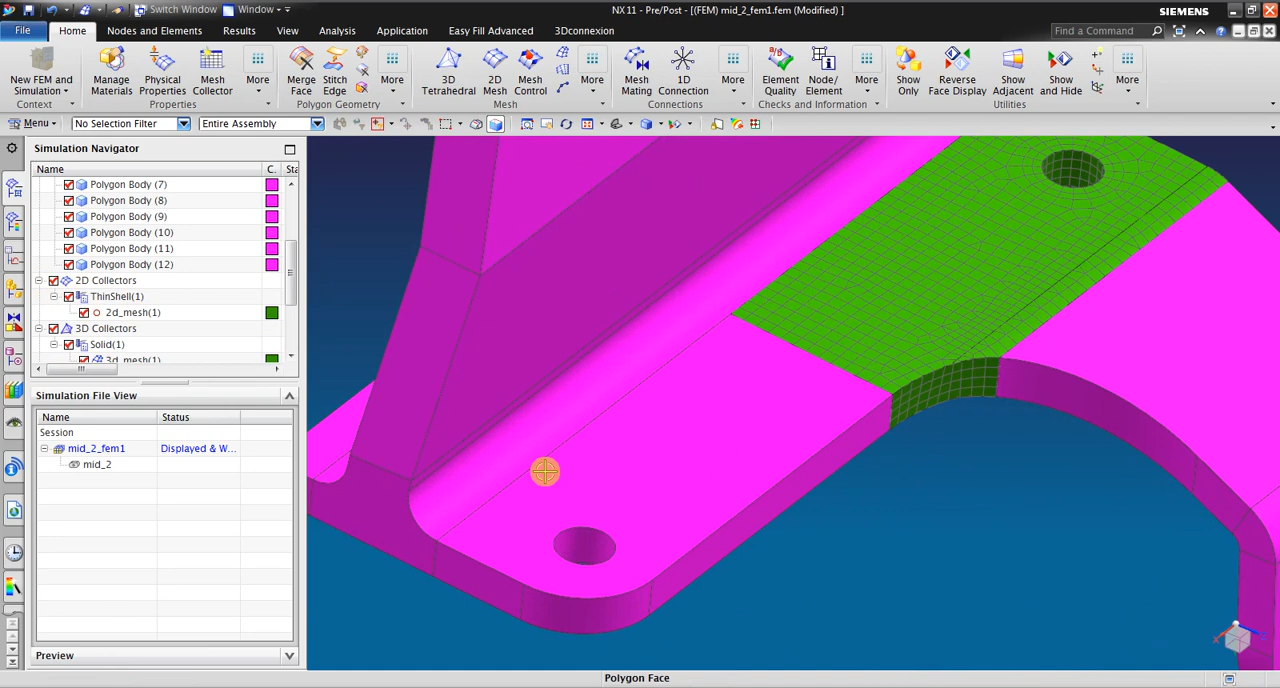 Switch Window Window NX 11 - Pre/Post - [(FEM) mid_2_fem1.fem (Modified) ] SIEMENS
File Home Nodes and Elements Results View Analysis Application Easy Fill Advanced 3Dconnexion Find a Command
New FEM and Simulation Manage Materials Physical Properties Mesh Collector More Merge Face Stitch Edge More 3D Tetrahedral 2D Mesh Mesh Control More Mesh Mating 1D Connection More Element Quality Node/Element More Show Only Reverse Face Display Show Adjacent Show and Hide More
Context Properties Polygon Geometry Mesh Connections Checks and Information Utilities
Menu No Selection Filter Entire Assembly
Simulation Navigator
Name C. Sta
Polygon Body (7)
Polygon Body (8)
Polygon Body (9)
Polygon Body (10)
Polygon Body (11)
Polygon Body (12)
2D Collectors
ThinShell(1)
2d_mesh(1)
3D Collectors
Solid(1)
3d_mesh(1)
Simulation File View
Name Status
Session
mid_2_fem1 Displayed & W...
mid_2
Preview
Polygon Face